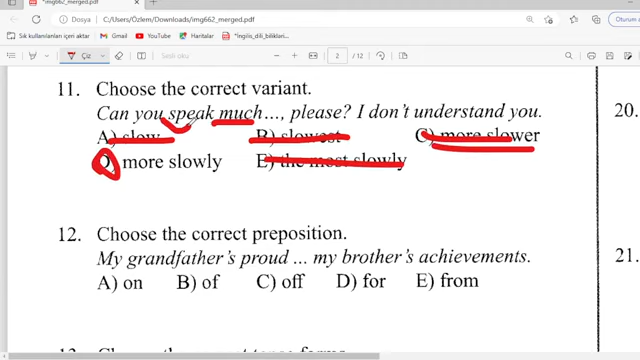 *img662_merged.pdf
Dosya
C:/Users/Özlem/Downloads/img662_merged.pdf
Sık kullanılanları içeri aktar
Gmail
YouTube
Haritalar
*İngilis_dili_bilikleri
Çiz
Sesli oku
2 / 12
11. Choose the correct variant.
Can you speak much..., please? I don't understand you.
A) slow B) slowest C) more slower
D) more slowly E) the most slowly
12. Choose the correct preposition.
My grandfather's proud ... my brother's achievements.
A) on B) of C) off D) for E) from
20.
21.